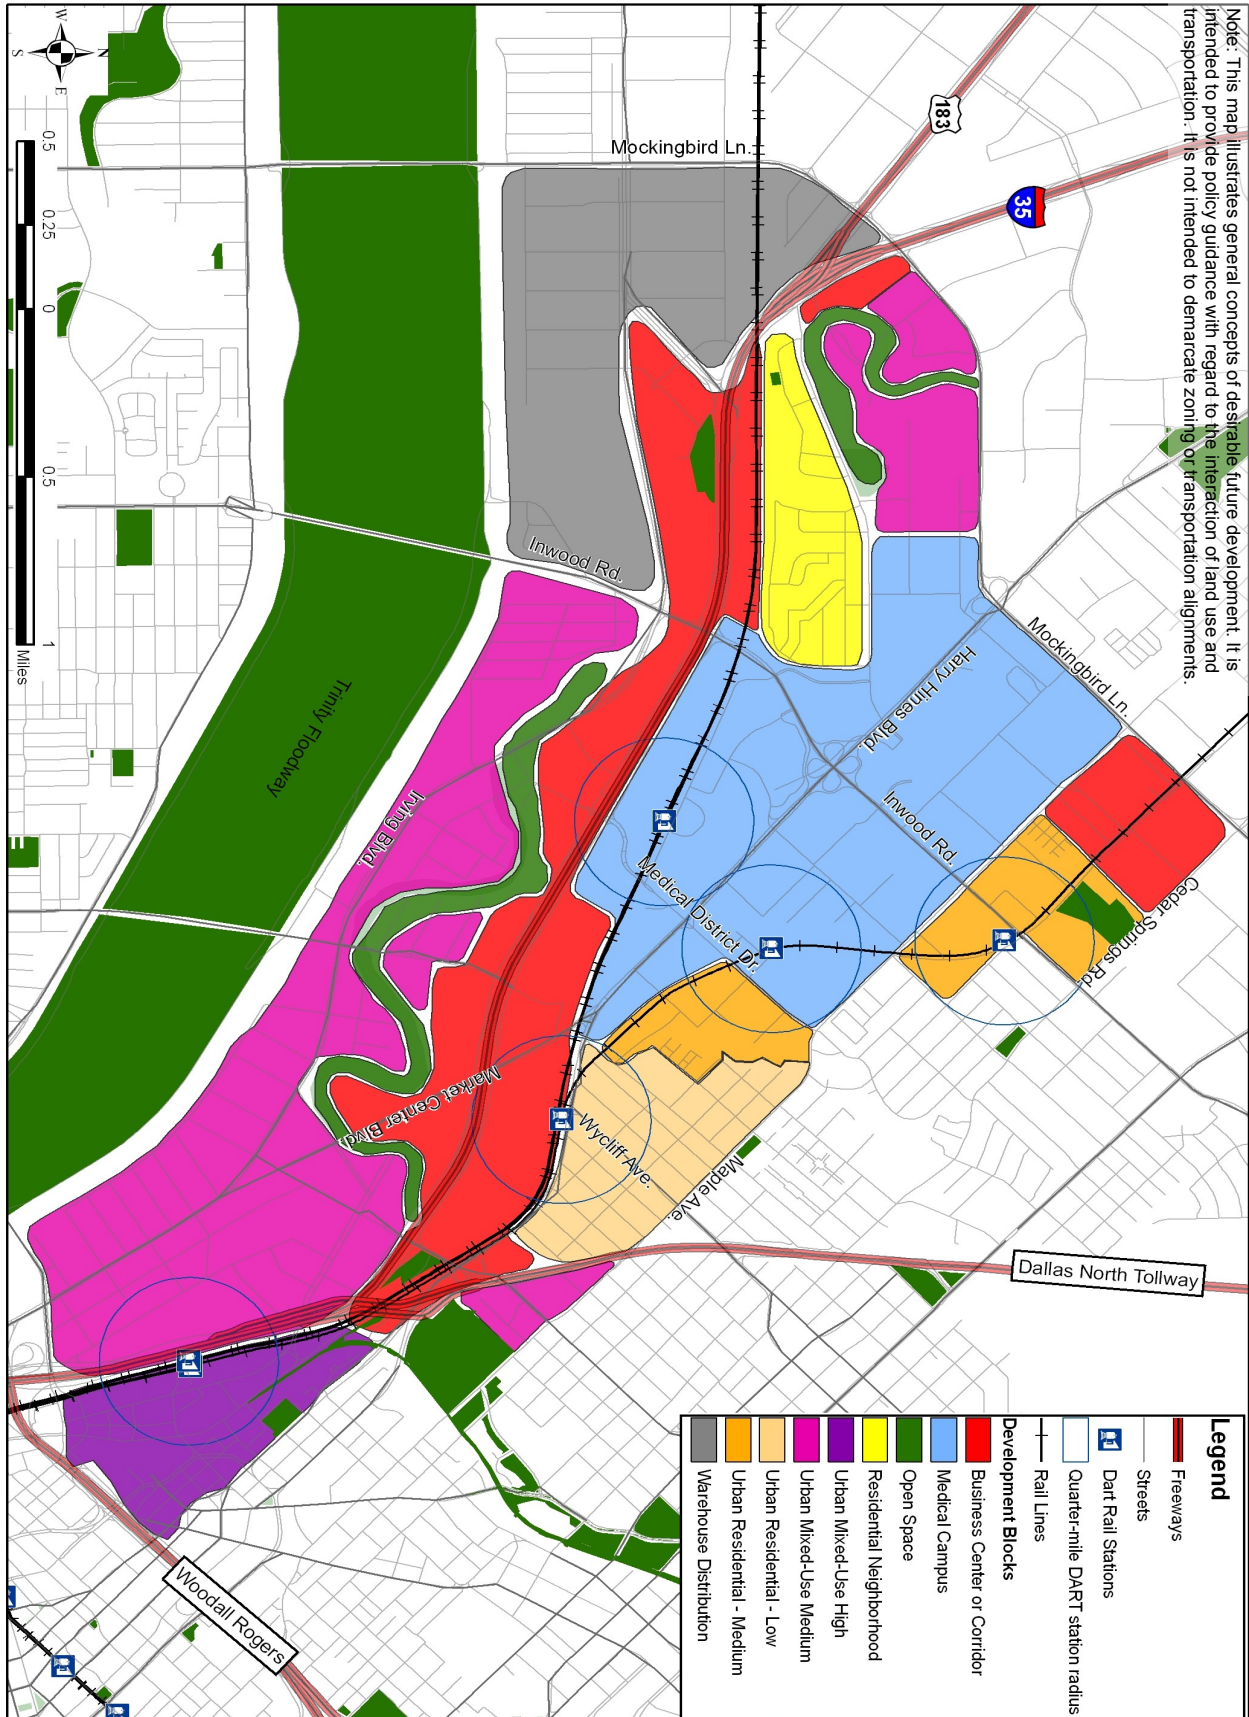 Note: This map illustrates general concepts of desirable future development. It is
intended to provide policy guidance with regard to the interaction of land use and
transportation. It is not intended to demarcate zoning or transportation alignments.
183
35
Mockingbird Ln.
Mockingbird Ln.
Inwood Rd.
Harry Hines Blvd.
Inwood Rd.
Cedar Springs Rd.
Medical District Dr.
Trinity Floodway
Irving Blvd.
Market Center Blvd.
Wycliff Ave.
Maple Ave.
Dallas North Tollway
Woodall Rogers
N
W
E
S
0.5 0.25 0 0.5 1
Miles
Legend
Freeways
Streets
Dart Rail Stations
Quarter-mile DART station radius
Rail Lines
Development Blocks
Business Center or Corridor
Medical Campus
Open Space
Residential Neighborhood
Urban Mixed-Use High
Urban Mixed-Use Medium
Urban Residential - Low
Urban Residential - Medium
Warehouse Distribution